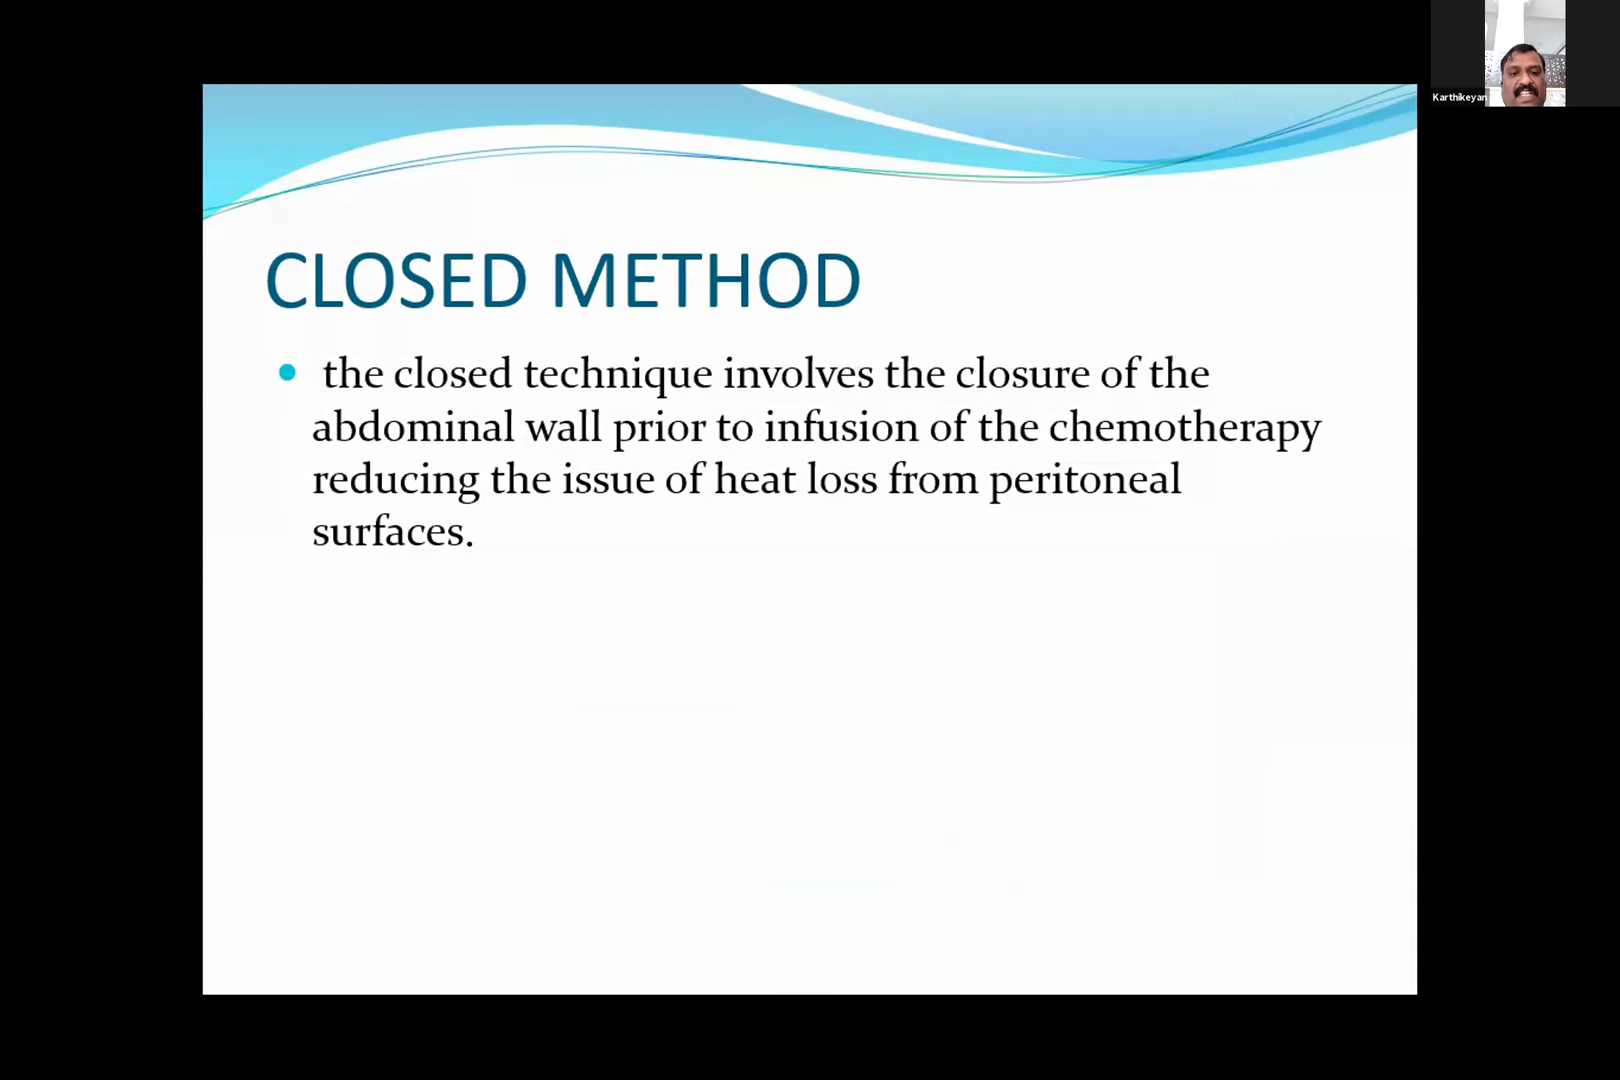 Karthikeyan
CLOSED METHOD
• the closed technique involves the closure of the
abdominal wall prior to infusion of the chemotherapy
reducing the issue of heat loss from peritoneal
surfaces.